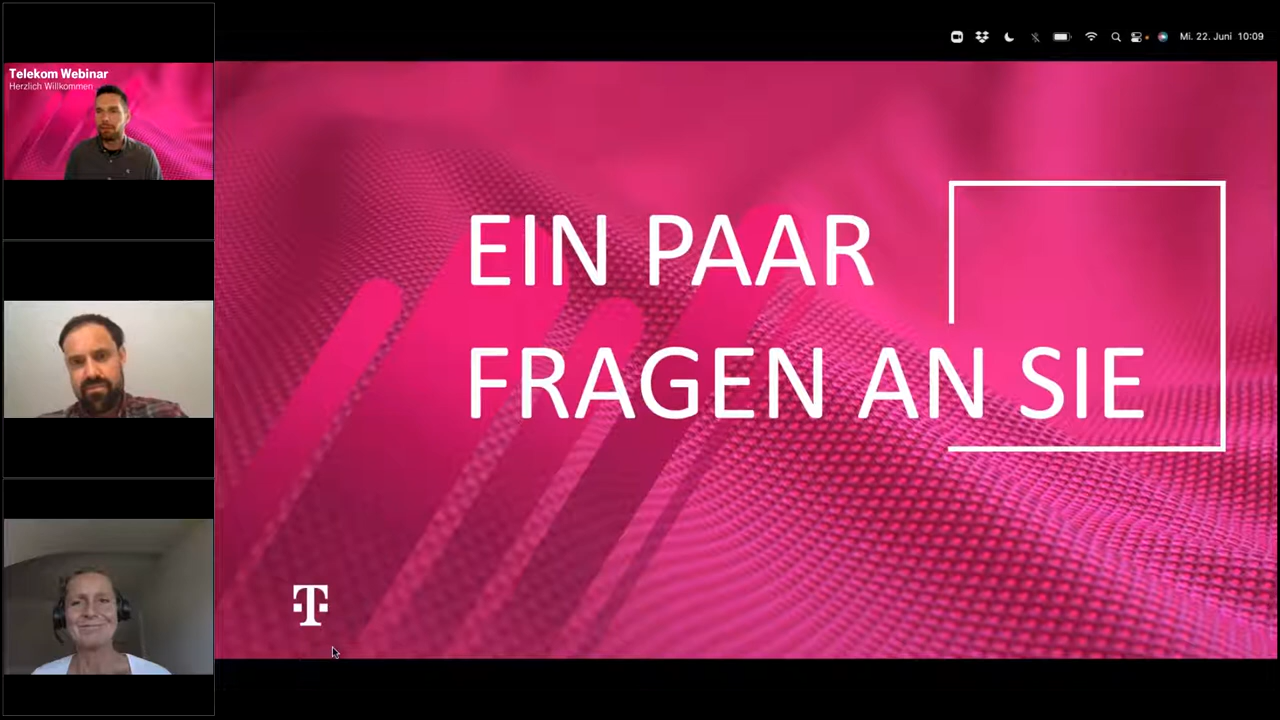 Mi. 22. Juni 10:09
Telekom Webinar
Herzlich Willkommen
EIN PAAR
FRAGEN AN SIE
T